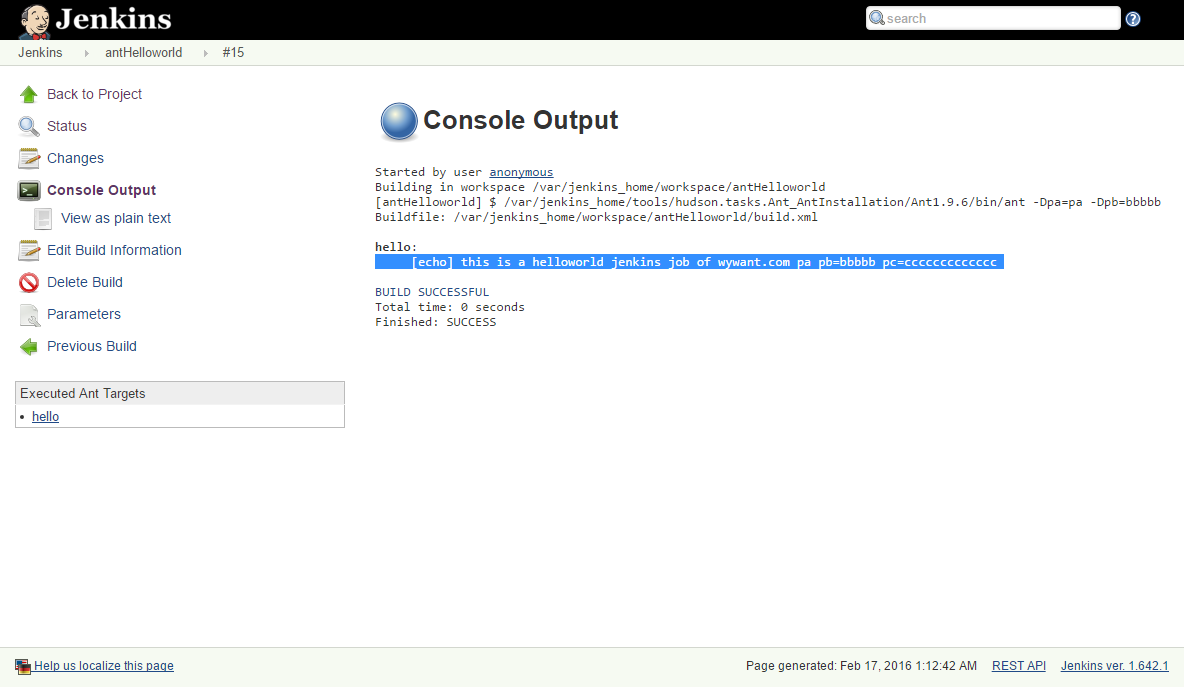 Jenkins
search
Jenkins antHelloworld #15
Back to Project
Status
Changes
Console Output
View as plain text
Edit Build Information
Delete Build
Parameters
Previous Build
Executed Ant Targets
• hello
Console Output
Started by user anonymous
Building in workspace /var/jenkins_home/workspace/antHelloworld
[antHelloworld] $ /var/jenkins_home/tools/hudson.tasks.Ant_AntInstallation/Ant1.9.6/bin/ant -Dpa=pa -Dpb=bbbbb
Buildfile: /var/jenkins_home/workspace/antHelloworld/build.xml
hello:
[echo] this is a helloworld jenkins job of wywant.com pa pb=bbbbb pc=ccccccccccccc
BUILD SUCCESSFUL
Total time: 0 seconds
Finished: SUCCESS
Help us localize this page
Page generated: Feb 17, 2016 1:12:42 AM REST API Jenkins ver. 1.642.1